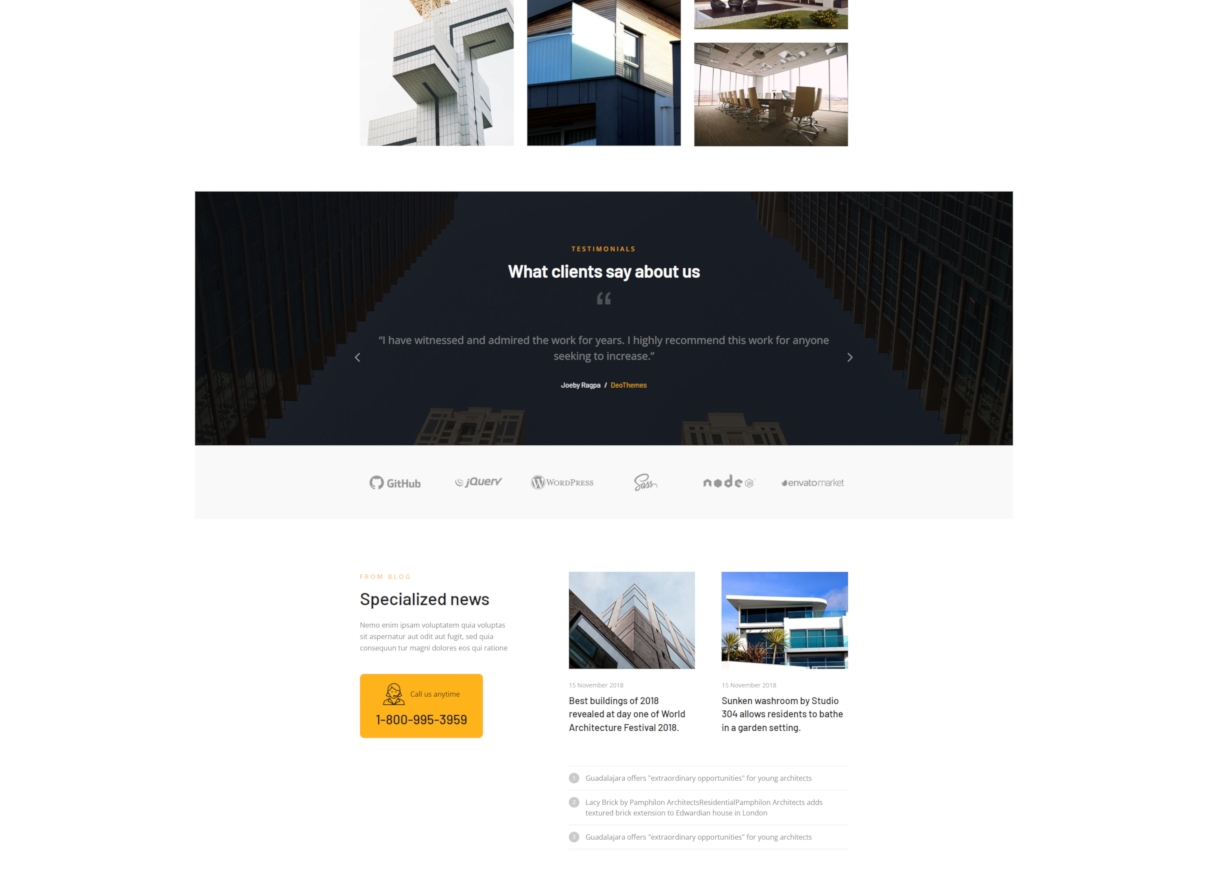 TESTIMONIALS
What clients say about us
“I have witnessed and admired the work for years. I highly recommend this work for anyone
seeking to increase.”
Joeby Ragpa / DeoThemes
GitHub
jQuery
WordPress
Sass
node
envato market
FROM BLOG
Specialized news
Nemo enim ipsam voluptatem quia voluptas
sit aspernatur aut odit aut fugit, sed quia
consequun tur magni dolores eos qui ratione
Call us anytime
1-800-995-3959
15 November 2018
Best buildings of 2018
revealed at day one of World
Architecture Festival 2018.
15 November 2018
Sunken washroom by Studio
304 allows residents to bathe
in a garden setting.
1 Guadalajara offers "extraordinary opportunities" for young architects
2 Lacy Brick by Pamphilon ArchitectsResidentialPamphilon Architects adds
textured brick extension to Edwardian house in London
3 Guadalajara offers "extraordinary opportunities" for young architects